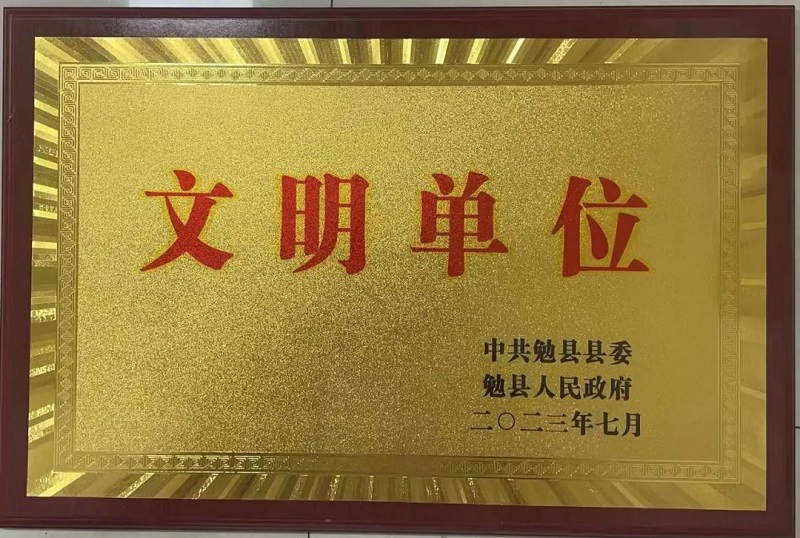 文明单位
中共勉县县委
勉县人民政府
二〇二三年七月